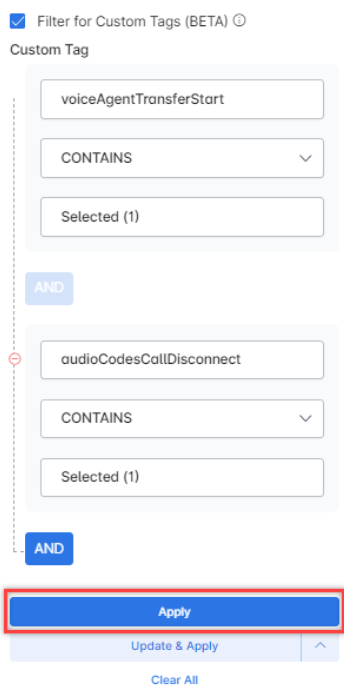 Filter for Custom Tags (BETA)
Custom Tag
voiceAgentTransferStart
CONTAINS
Selected (1)
AND
audioCodesCallDisconnect
CONTAINS
Selected (1)
AND
Apply
Update & Apply
Clear All